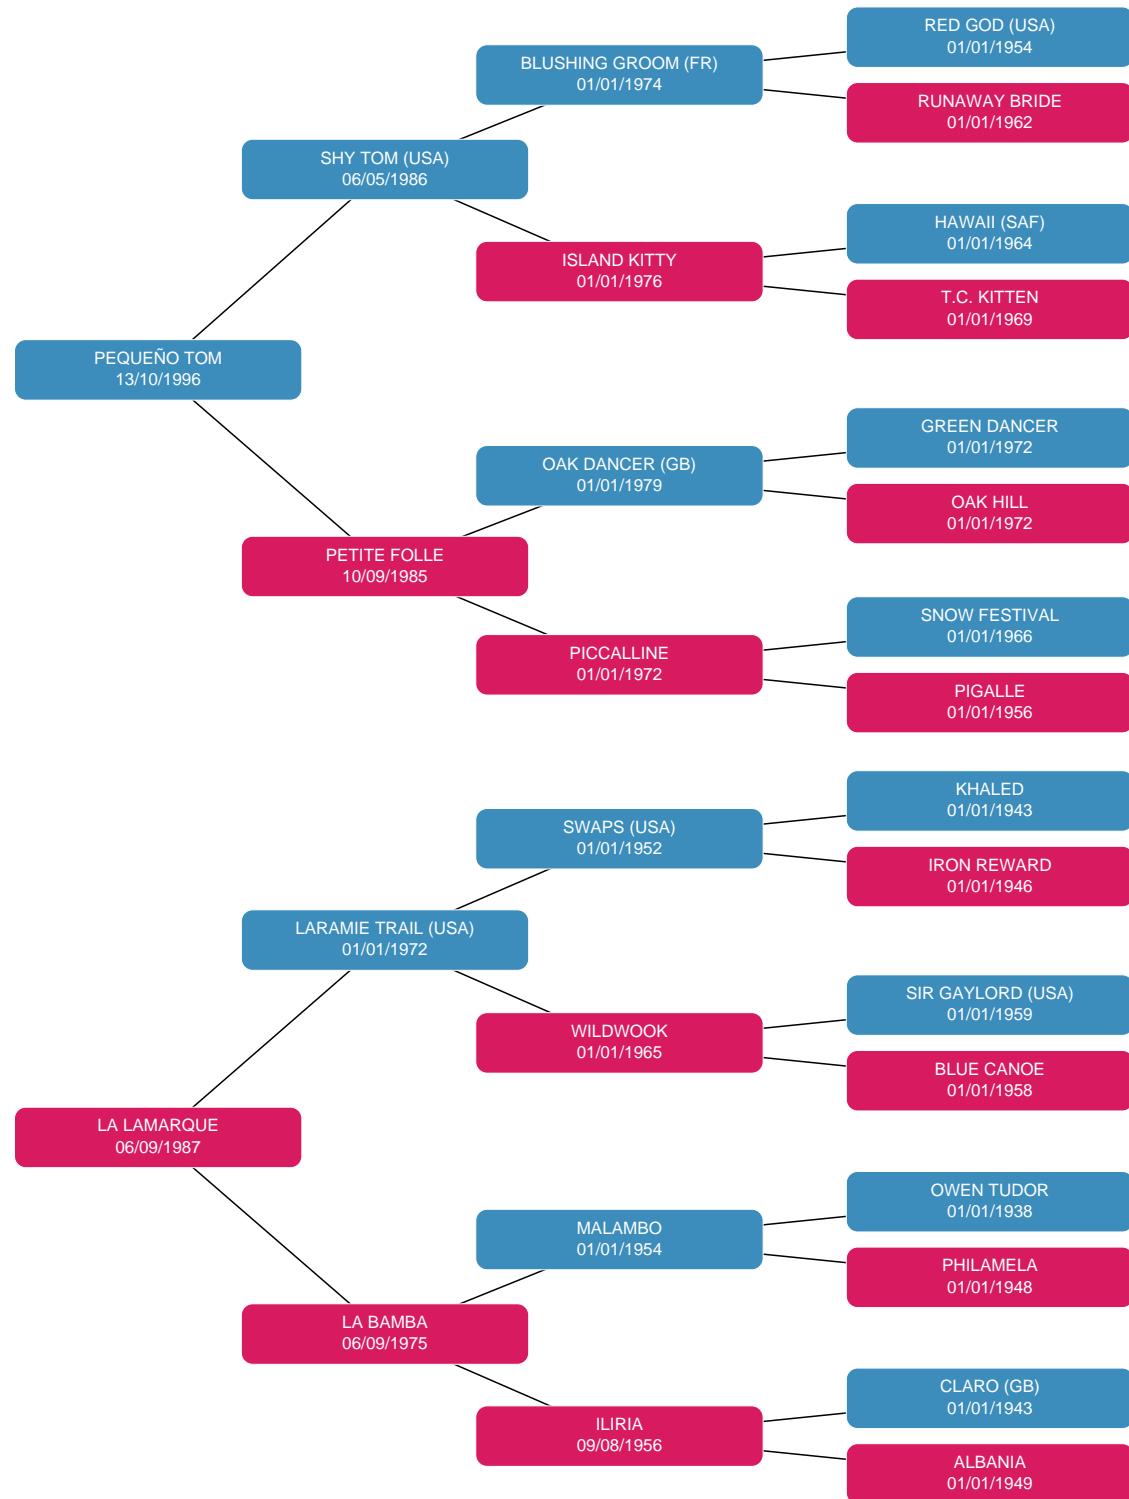 RED GOD (USA)
01/01/1954
BLUSHING GROOM (FR)
01/01/1974
RUNAWAY BRIDE
01/01/1962
SHY TOM (USA)
06/05/1986
HAWAII (SAF)
01/01/1964
ISLAND KITTY
01/01/1976
T.C. KITTEN
01/01/1969
PEQUEÑO TOM
13/10/1996
GREEN DANCER
01/01/1972
OAK DANCER (GB)
01/01/1979
OAK HILL
01/01/1972
PETITE FOLLE
10/09/1985
SNOW FESTIVAL
01/01/1966
PICCALLINE
01/01/1972
PIGALLE
01/01/1956
KHALED
01/01/1943
SWAPS (USA)
01/01/1952
IRON REWARD
01/01/1946
LARAMIE TRAIL (USA)
01/01/1972
SIR GAYLORD (USA)
01/01/1959
WILDWOOK
01/01/1965
BLUE CANOE
01/01/1958
LA LAMARQUE
06/09/1987
OWEN TUDOR
01/01/1938
MALAMBO
01/01/1954
PHILAMELA
01/01/1948
LA BAMBA
06/09/1975
CLARO (GB)
01/01/1943
ILIRIA
09/08/1956
ALBANIA
01/01/1949